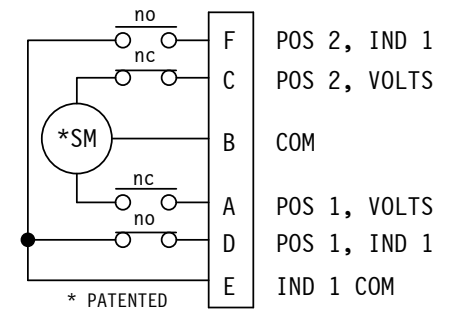 no
F POS 2, IND 1
nc
C POS 2, VOLTS
*SM B COM
nc
A POS 1, VOLTS
no
D POS 1, IND 1
E IND 1 COM
* PATENTED